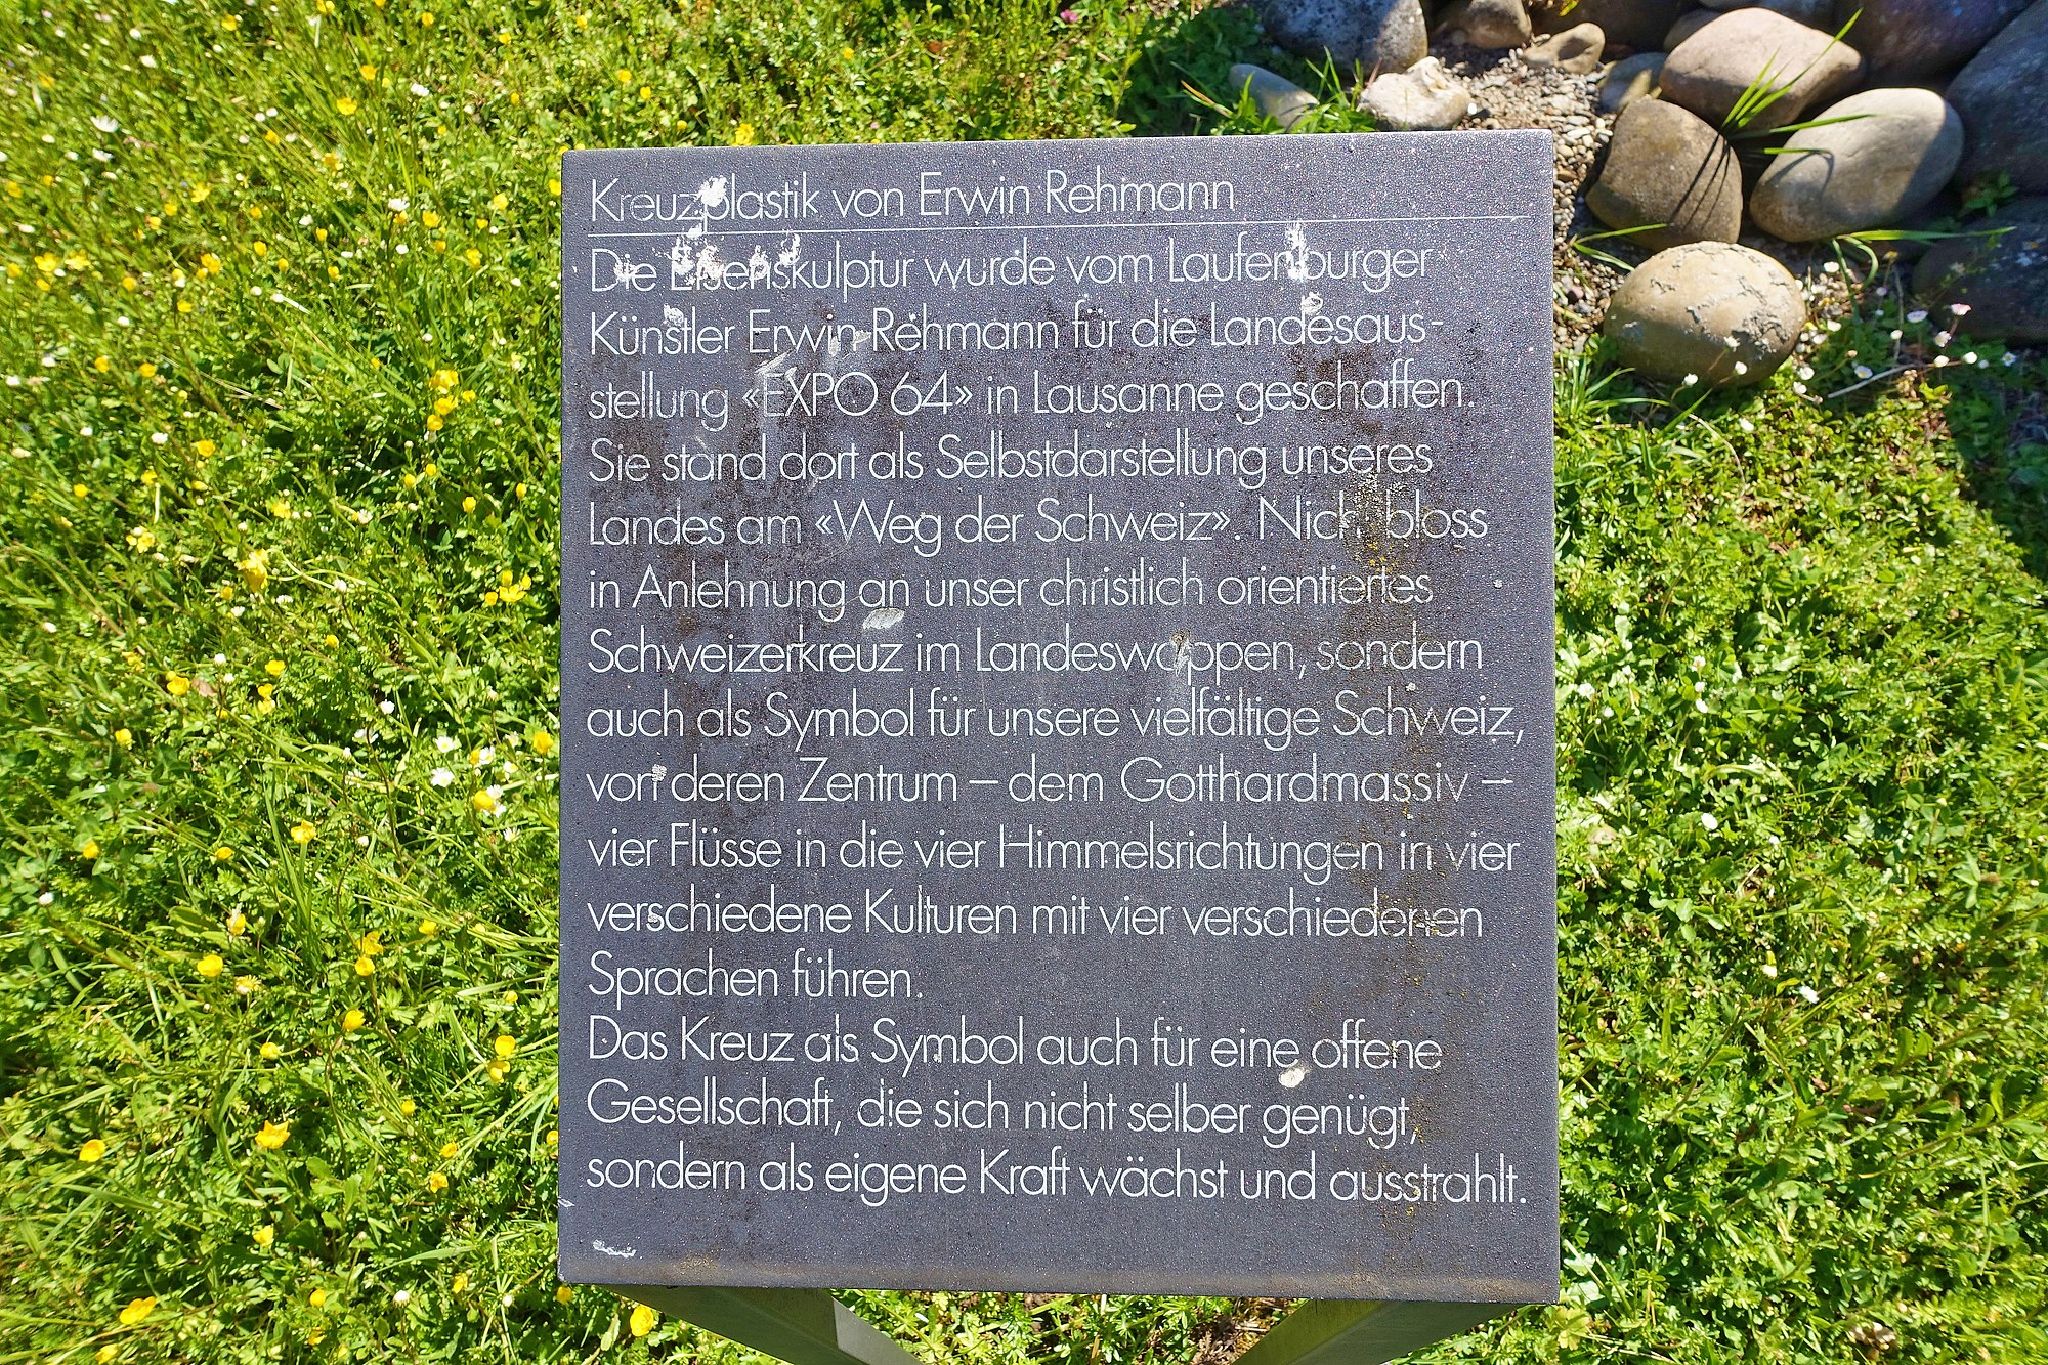 Kreuzplastik von Erwin Rehmann
Die Eisenskulptur wurde vom Laufenburger
Künstler Erwin Rehmann für die Landesaus-
stellung «EXPO 64» in Lausanne geschaffen.
Sie stand dort als Selbstdarstellung unseres
Landes am «Weg der Schweiz». Nicht bloss
in Anlehnung an unser christlich orientiertes
Schweizerkreuz im Landeswappen, sondern
auch als Symbol für unsere vielfältige Schweiz,
von deren Zentrum – dem Gotthardmassiv –
vier Flüsse in die vier Himmelsrichtungen in vier
verschiedene Kulturen mit vier verschiedenen
Sprachen führen.
Das Kreuz als Symbol auch für eine offene
Gesellschaft, die sich nicht selber genügt,
sondern als eigene Kraft wächst und ausstrahlt.